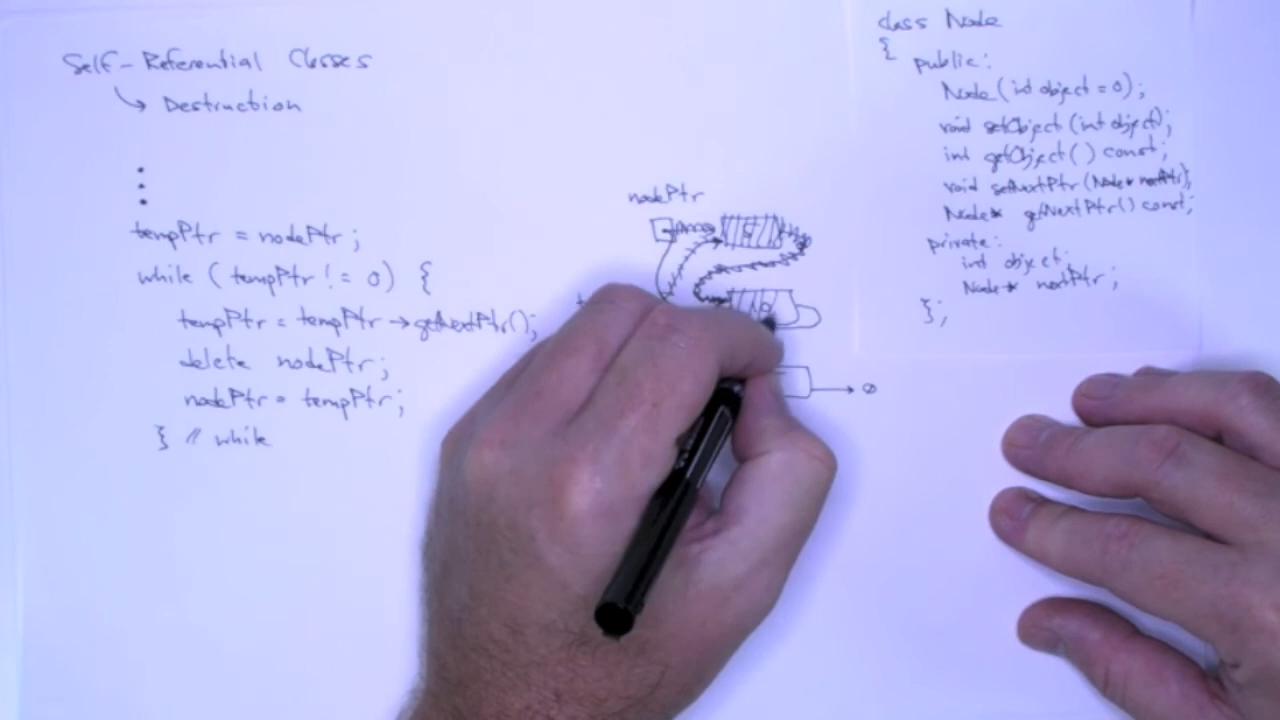 Self-Referential Classes
↳ Destruction
tempPtr = nodePtr;
while (tempPtr != 0) {
tempPtr = tempPtr→getNextPtr();
delete nodePtr;
nodePtr = tempPtr;
} // while
nodePtr
0
class Node
{
public:
Node(int object = 0);
void setObject(int object);
int getObject() const;
void setNextPtr(Node* nextPtr);
Node* getNextPtr() const;
private:
int object;
Node* nextPtr;
};